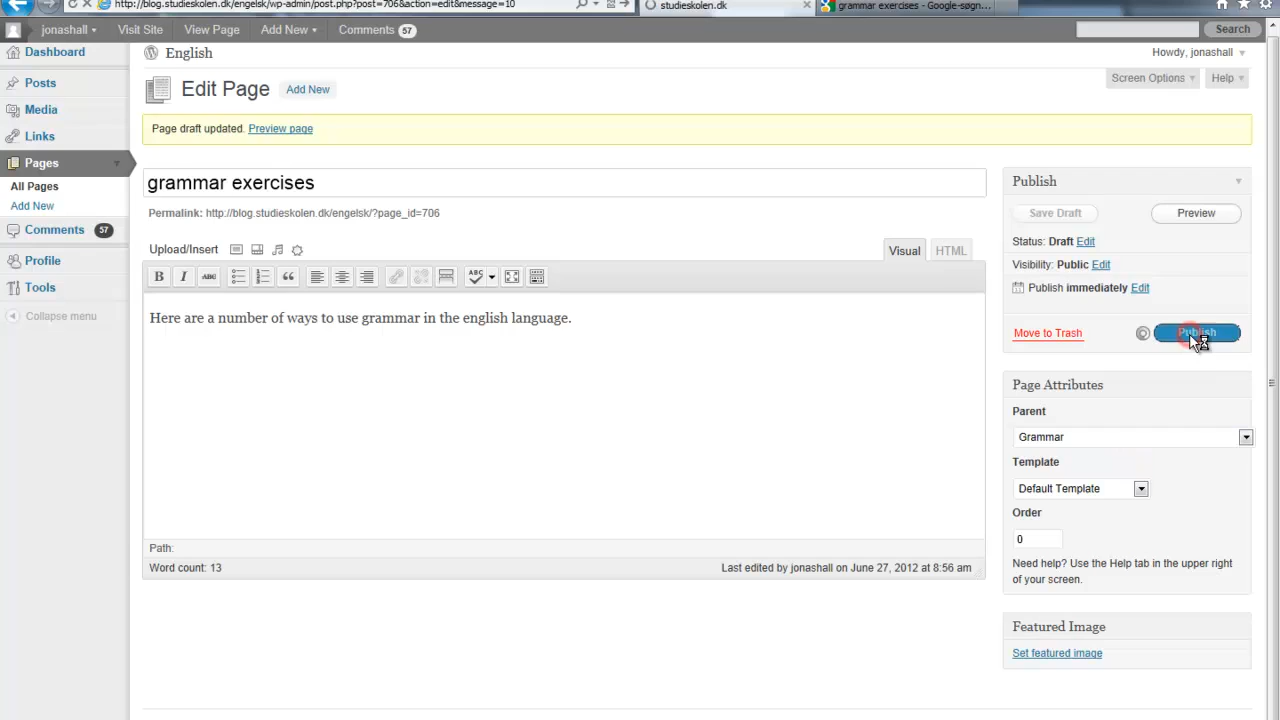 http://blog.studieskolen.dk/engelsk/wp-admin/post.php?post=706&action=edit&message=10
studieskolen.dk
grammar exercises - Google-søgn...
jonashall
Visit Site
View Page
Add New
Comments 57
Search
Dashboard
Posts
Media
Links
Pages
All Pages
Add New
Comments 57
Profile
Tools
Collapse menu
English
Howdy, jonashall
Edit Page Add New
Screen Options
Help
Page draft updated. Preview page
grammar exercises
Permalink: http://blog.studieskolen.dk/engelsk/?page_id=706
Upload/Insert
Visual
HTML
B I ABC ABC
Here are a number of ways to use grammar in the english language.
Path:
Word count: 13
Last edited by jonashall on June 27, 2012 at 8:56 am
Publish
Save Draft
Preview
Status: Draft Edit
Visibility: Public Edit
Publish immediately Edit
Move to Trash
Publish
Page Attributes
Parent
Grammar
Template
Default Template
Order
0
Need help? Use the Help tab in the upper right
of your screen.
Featured Image
Set featured image